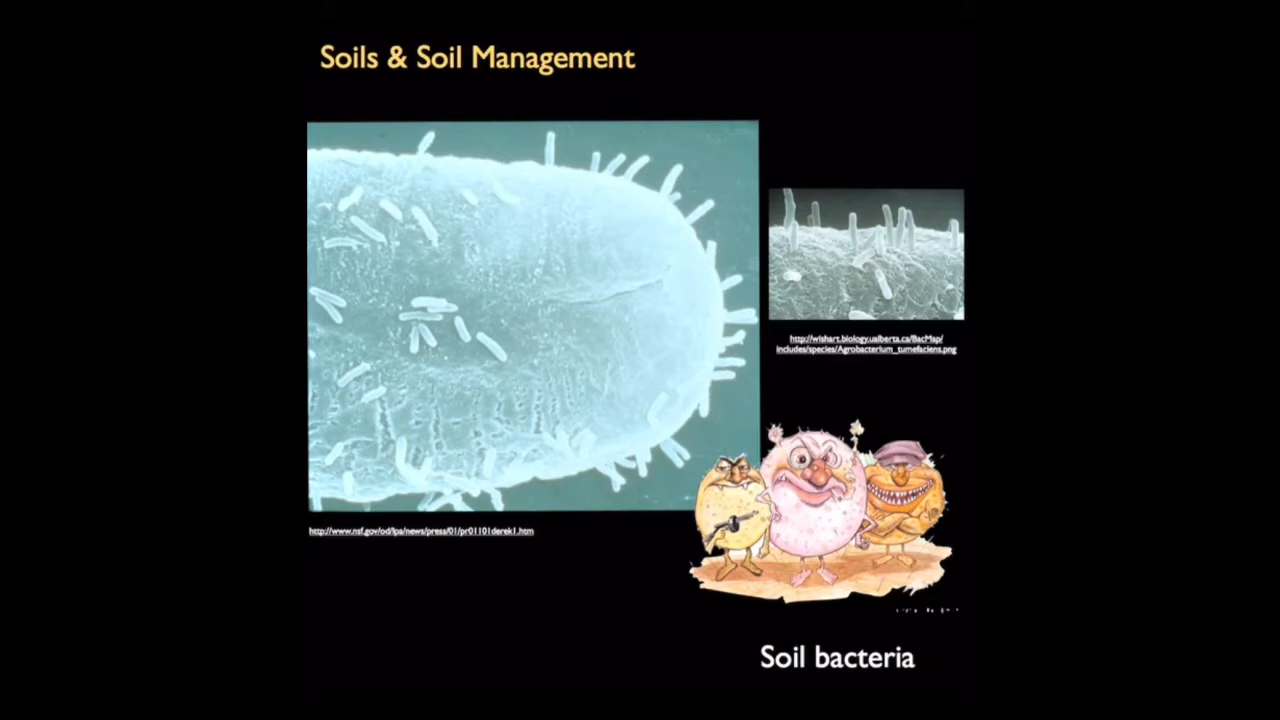 Soils & Soil Management
http://wishart.biology.ualberta.ca/BacMap/
includes/species/Agrobacterium_tumefaciens.png
http://www.nsf.gov/od/lpa/news/press/01/pr01101derek1.htm
Soil bacteria